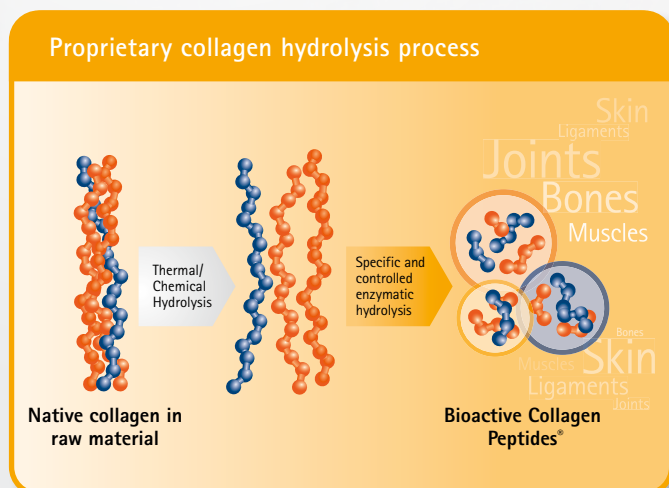 Proprietary collagen hydrolysis process
Skin
Ligaments
Joints
Bones
Muscles
Thermal/
Chemical
Hydrolysis
Specific and
controlled
enzymatic
hydrolysis
Bones
Muscles
Skin
Ligaments
Joints
Native collagen in
raw material
Bioactive Collagen
Peptides®